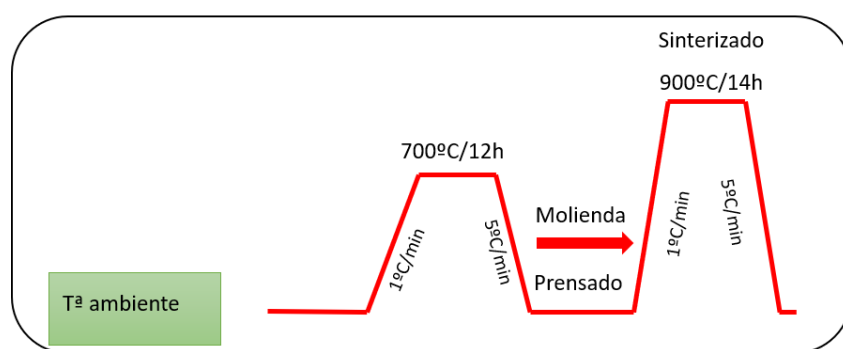 Sinterizado
900ºC/14h
700ºC/12h
1ºC/min
5ºC/min
Molienda
Prensado
1ºC/min
5ºC/min
Tª ambiente